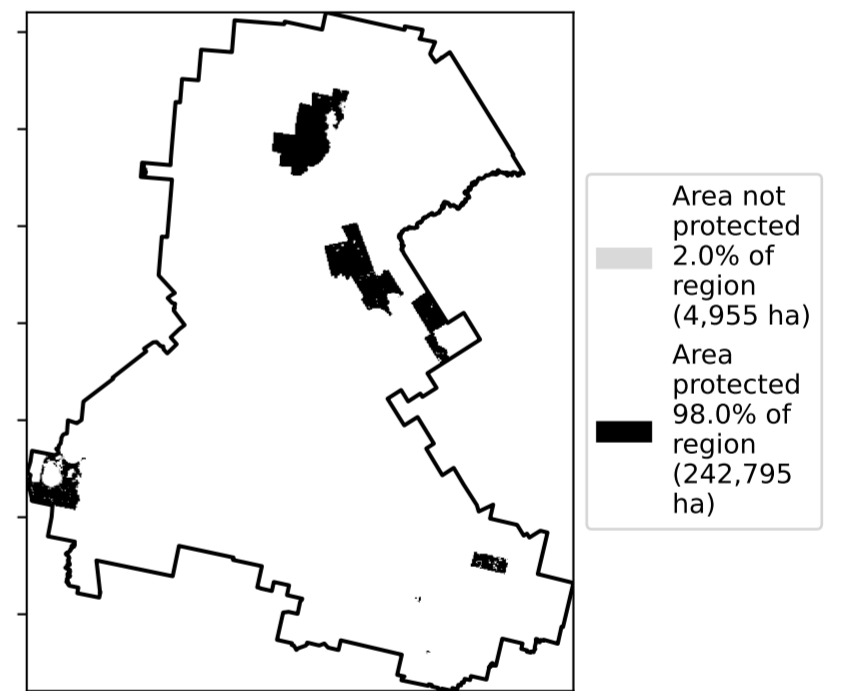 Area not
protected
2.0% of
region
(4,955 ha)
Area
protected
98.0% of
region
(242,795
ha)